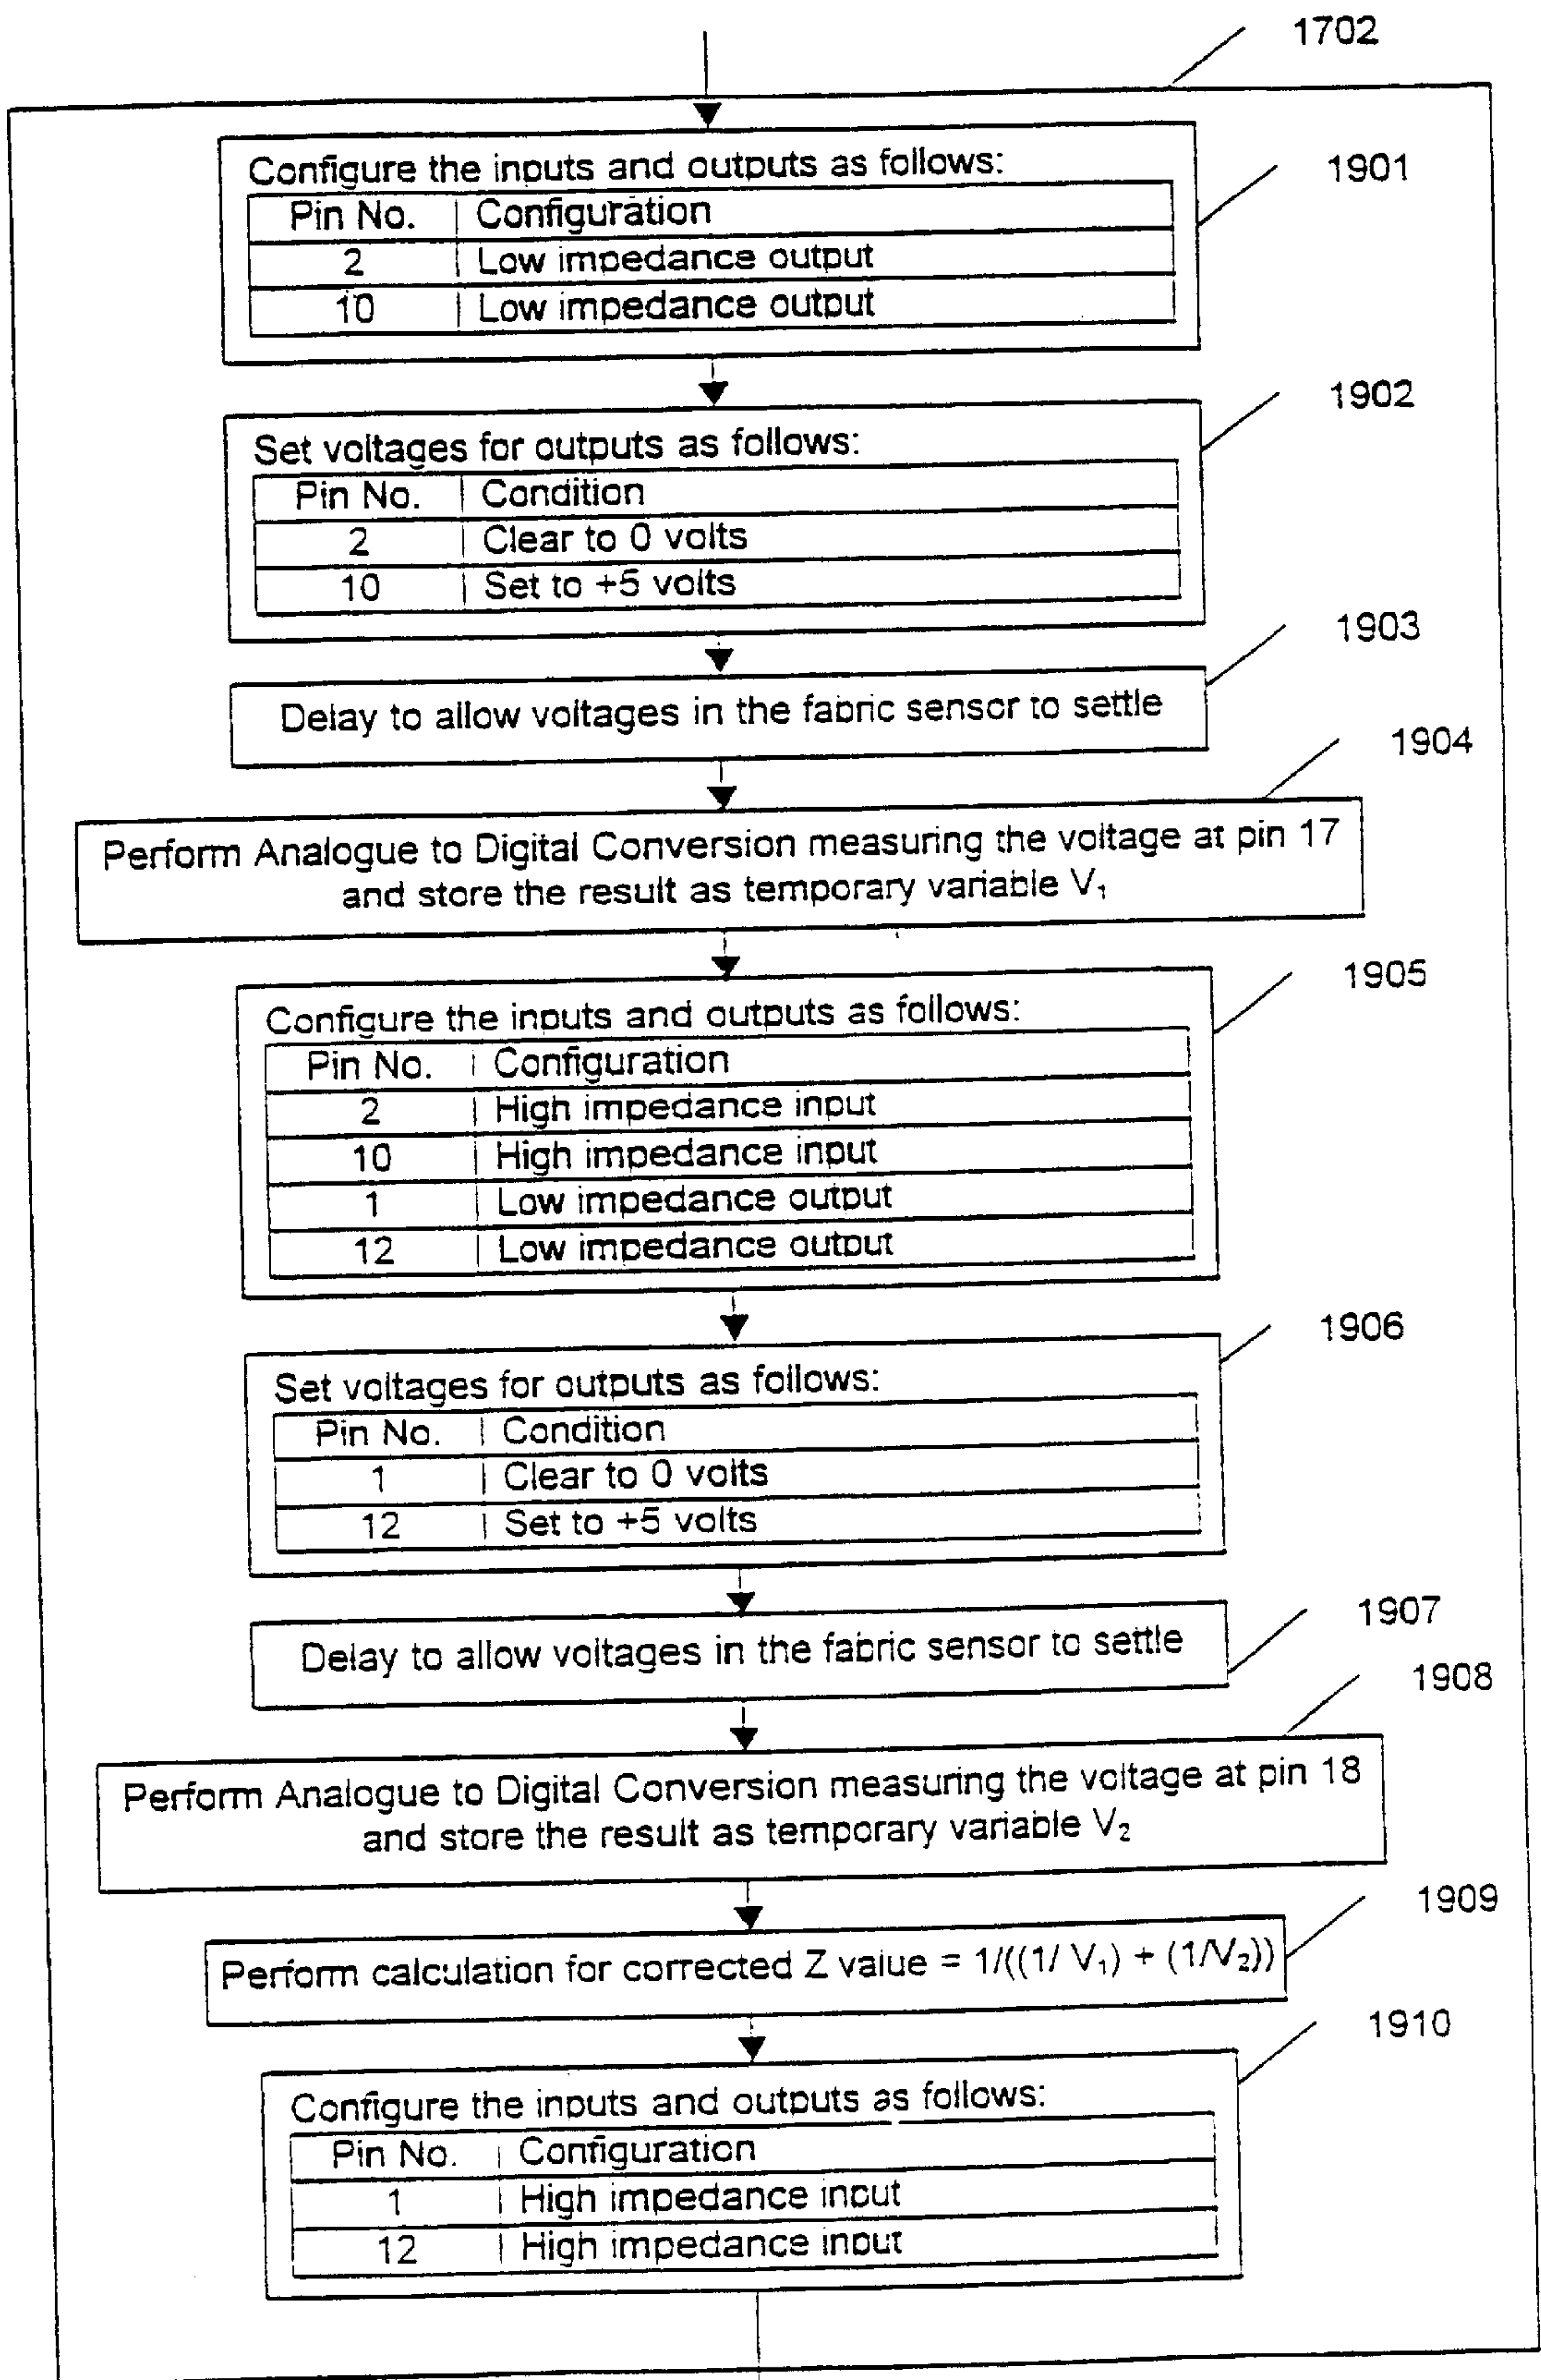 1702
Configure the inputs and outputs as follows:
1901
Pin No. Configuration
2 Low impedance output
10 Low impedance output
1902
Set voltages for outputs as follows:
Pin No. Condition
2 Clear to 0 volts
10 Set to +5 volts
1903
Delay to allow voltages in the fabric sensor to settle
1904
Perform Analogue to Digital Conversion measuring the voltage at pin 17
and store the result as temporary variable V₁
1905
Configure the inputs and outputs as follows:
Pin No. Configuration
2 High impedance input
10 High impedance input
1 Low impedance output
12 Low impedance output
1906
Set voltages for outputs as follows:
Pin No. Condition
1 Clear to 0 volts
12 Set to +5 volts
1907
Delay to allow voltages in the fabric sensor to settle
1908
Perform Analogue to Digital Conversion measuring the voltage at pin 18
and store the result as temporary variable V₂
1909
Perform calculation for corrected Z value = 1/((1/ V₁) + (1/V₂))
1910
Configure the inputs and outputs as follows:
Pin No. Configuration
1 High impedance input
12 High impedance input